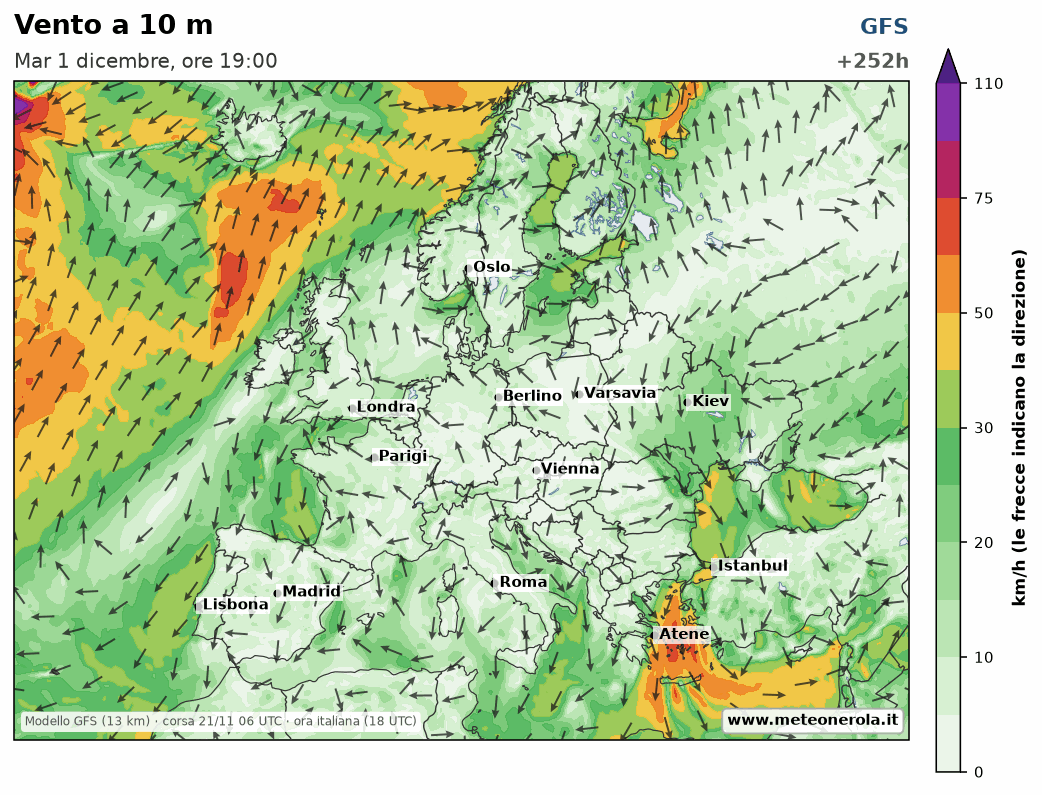 Vento a 10 m
GFS
Mar 1 dicembre, ore 19:00
+252h
110
75
50
30
20
10
0
km/h (le frecce indicano la direzione)
Oslo
Berlino
Varsavia
Kiev
Londra
Parigi
Vienna
Istanbul
Roma
Madrid
Lisbona
Atene
Modello GFS (13 km) · corsa 21/11 06 UTC · ora italiana (18 UTC)
www.meteonerola.it